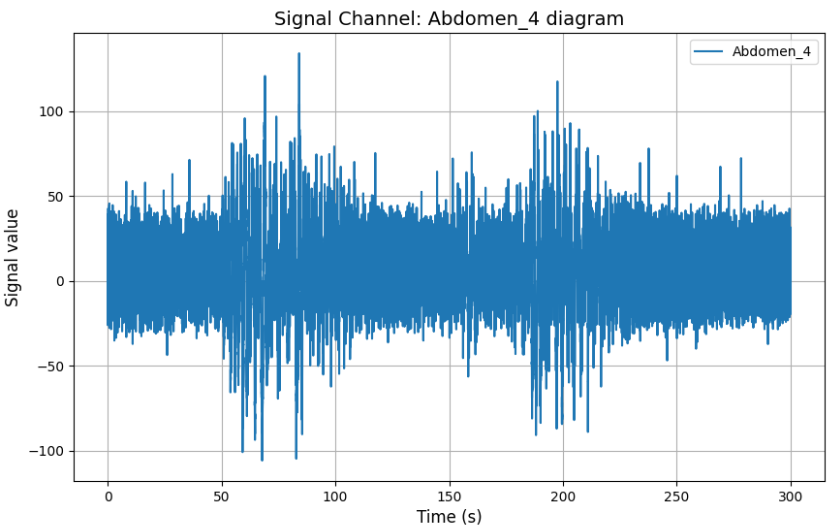 Signal Channel: Abdomen_4 diagram
Abdomen_4
Signal value
100
50
0
−50
−100
0 50 100 150 200 250 300
Time (s)